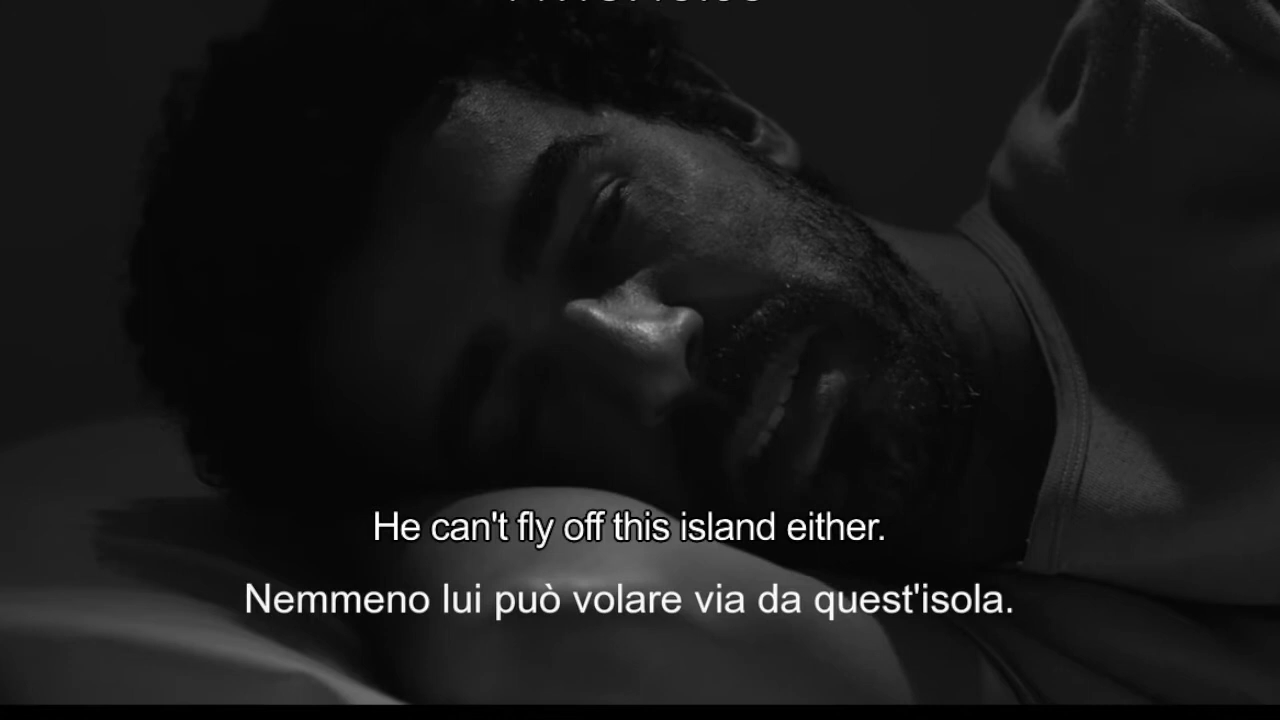 He can't fly off this island either.
Nemmeno lui può volare via da quest'isola.